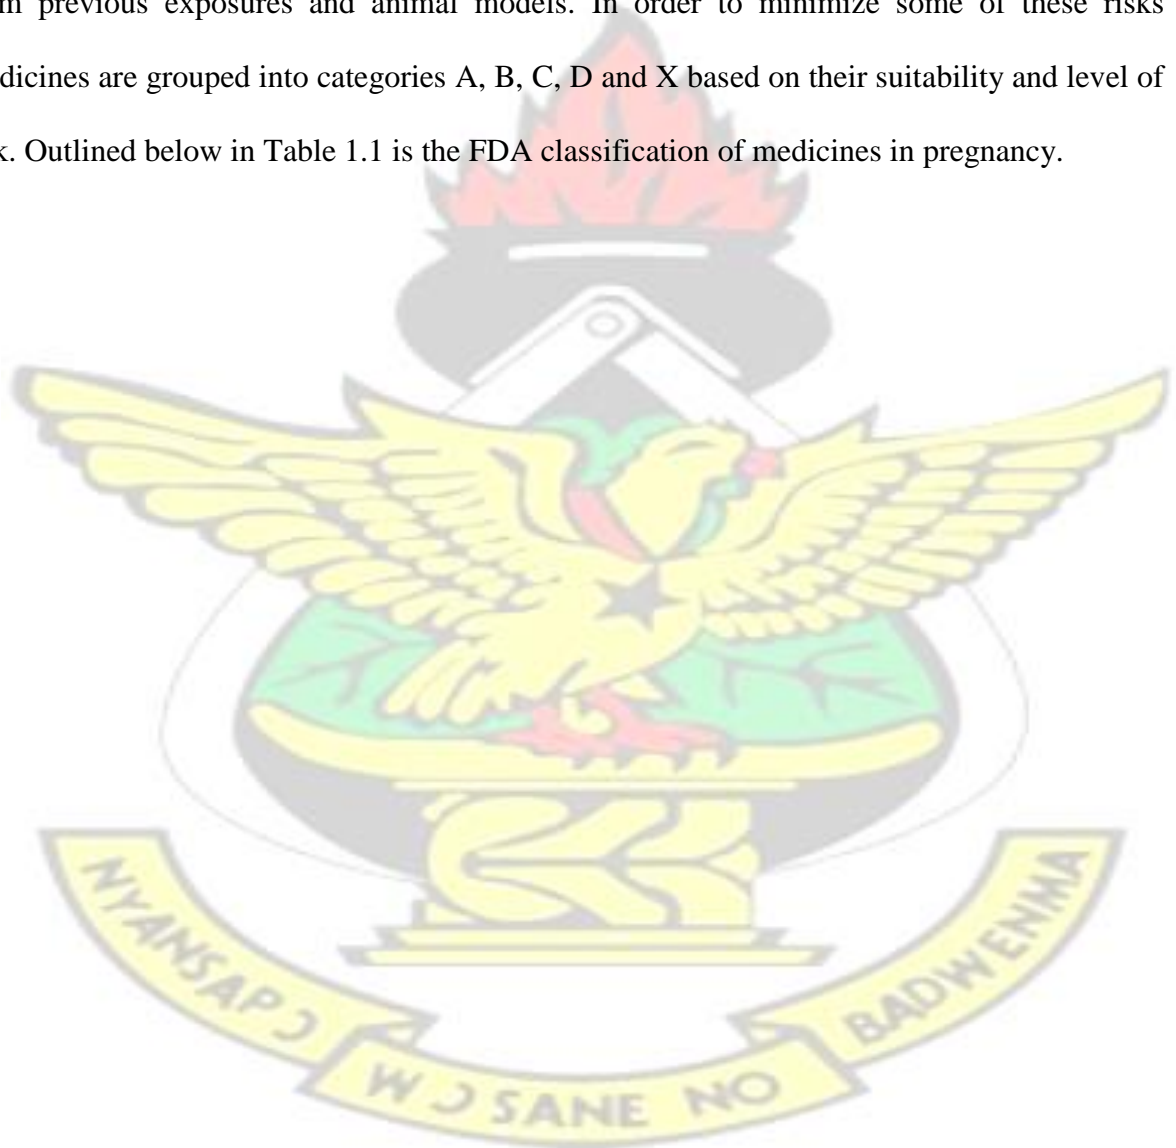 previous exposures and animal models. In order to minimize some of these risks
are grouped into categories A, B, C, D and X based on their suitability and level of
Outlined below in Table 1.1 is the FDA classification of medicines in pregnancy.
NYANSAPƆ
WƆSANE NO
BADWENMA